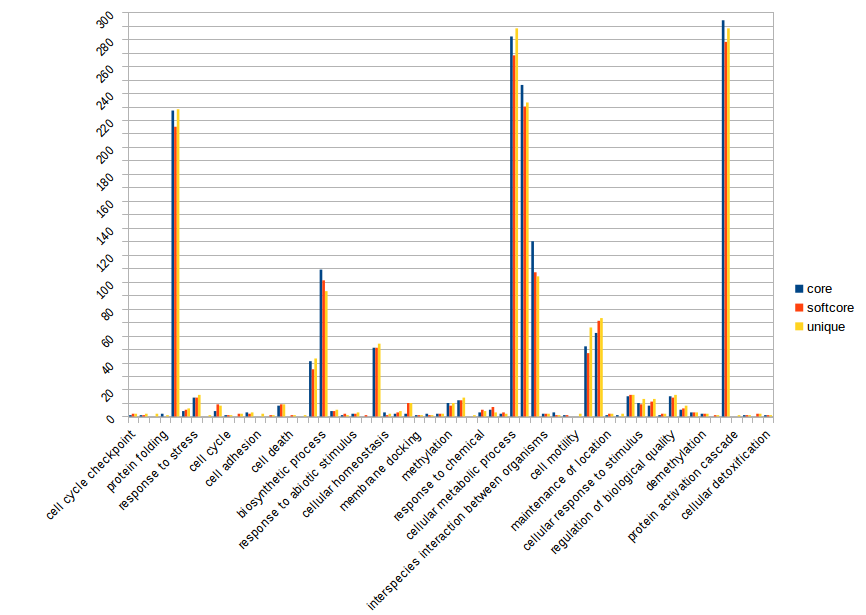 300
280
260
240
220
200
180
160
140
120
100
80
60
40
20
0
cell cycle checkpoint
protein folding
response to stress
cell cycle
cell adhesion
cell death
biosynthetic process
response to abiotic stimulus
cellular homeostasis
membrane docking
methylation
response to chemical
cellular metabolic process
interspecies interaction between organisms
cell motility
maintenance of location
cellular response to stimulus
regulation of biological quality
demethylation
protein activation cascade
cellular detoxification
core
softcore
unique